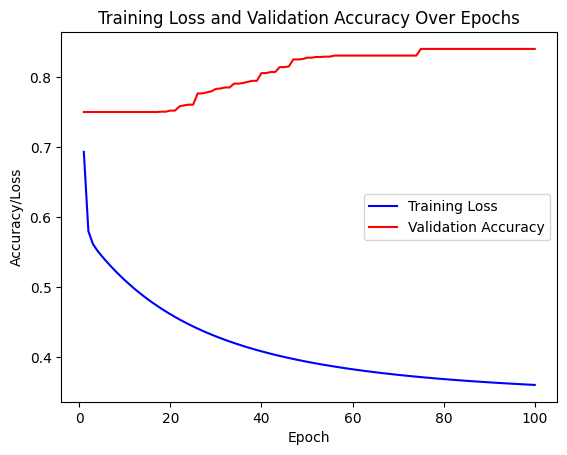 Training Loss and Validation Accuracy Over Epochs
0.8
0.7
0.6
0.5
0.4
Accuracy/Loss
Training Loss
Validation Accuracy
0
20
40
60
80
100
Epoch